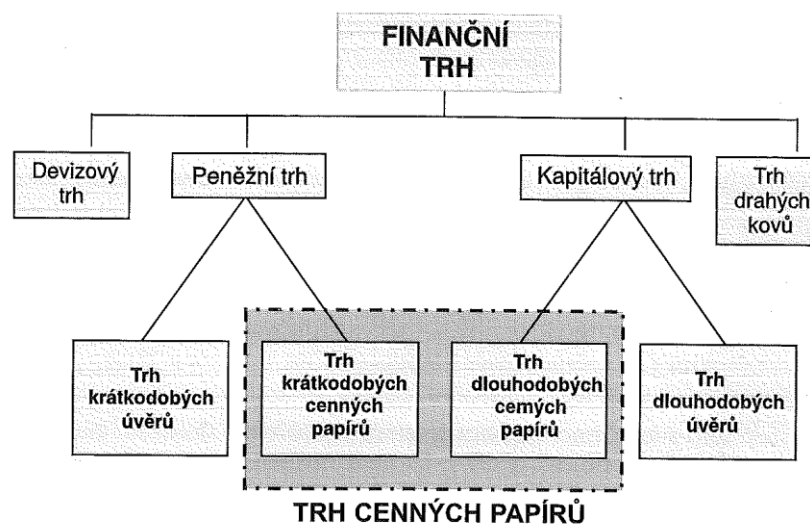 FINANČNÍ
TRH
Devizový
trh
Peněžní trh
Kapitálový trh
Trh
drahých
kovů
Trh
krátkodobých
úvěrů
Trh
krátkodobých
cenných
papírů
Trh
dlouhodobých
cemých
papírů
Trh
dlouhodobých
úvěrů
TRH CENNÝCH PAPÍRŮ